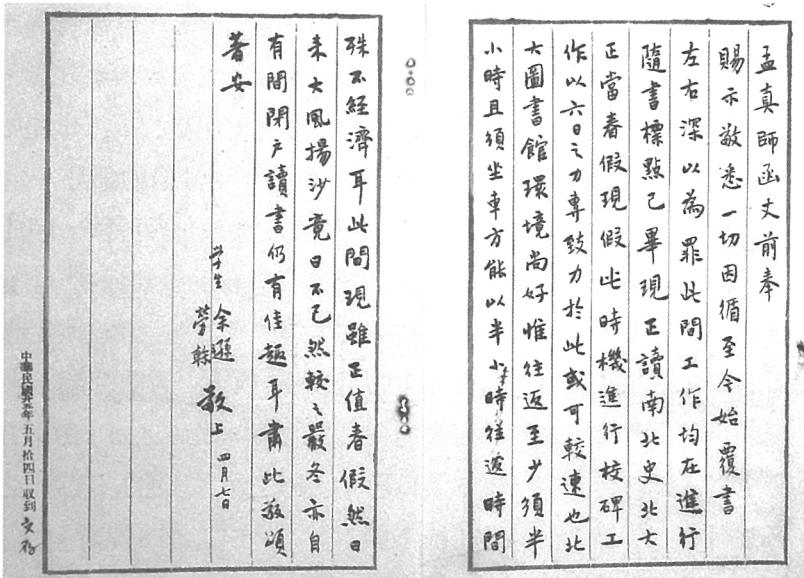 孟真師函丈前奉
賜示敬悉一切因循至今始覆書
左右深以為罪此間工作均在進行
隨書標點已畢現正讀南北史北大
正當春假現假此時機進行校碑工
作以六日之力專致力於此或可較速也北
大圖書館環境尚好惟往返至少須半
小時且須坐車方能以半小時往返時間
殊不經濟耳此間現雖正值春假然日
來大風揚沙竟日不已然較之嚴冬亦自
有間閉戶讀書仍有佳趣耳肅此敬頌
著安
學生 余遜
勞榦 敬上 四月七日
中華民國 年五月拾四日收到 存